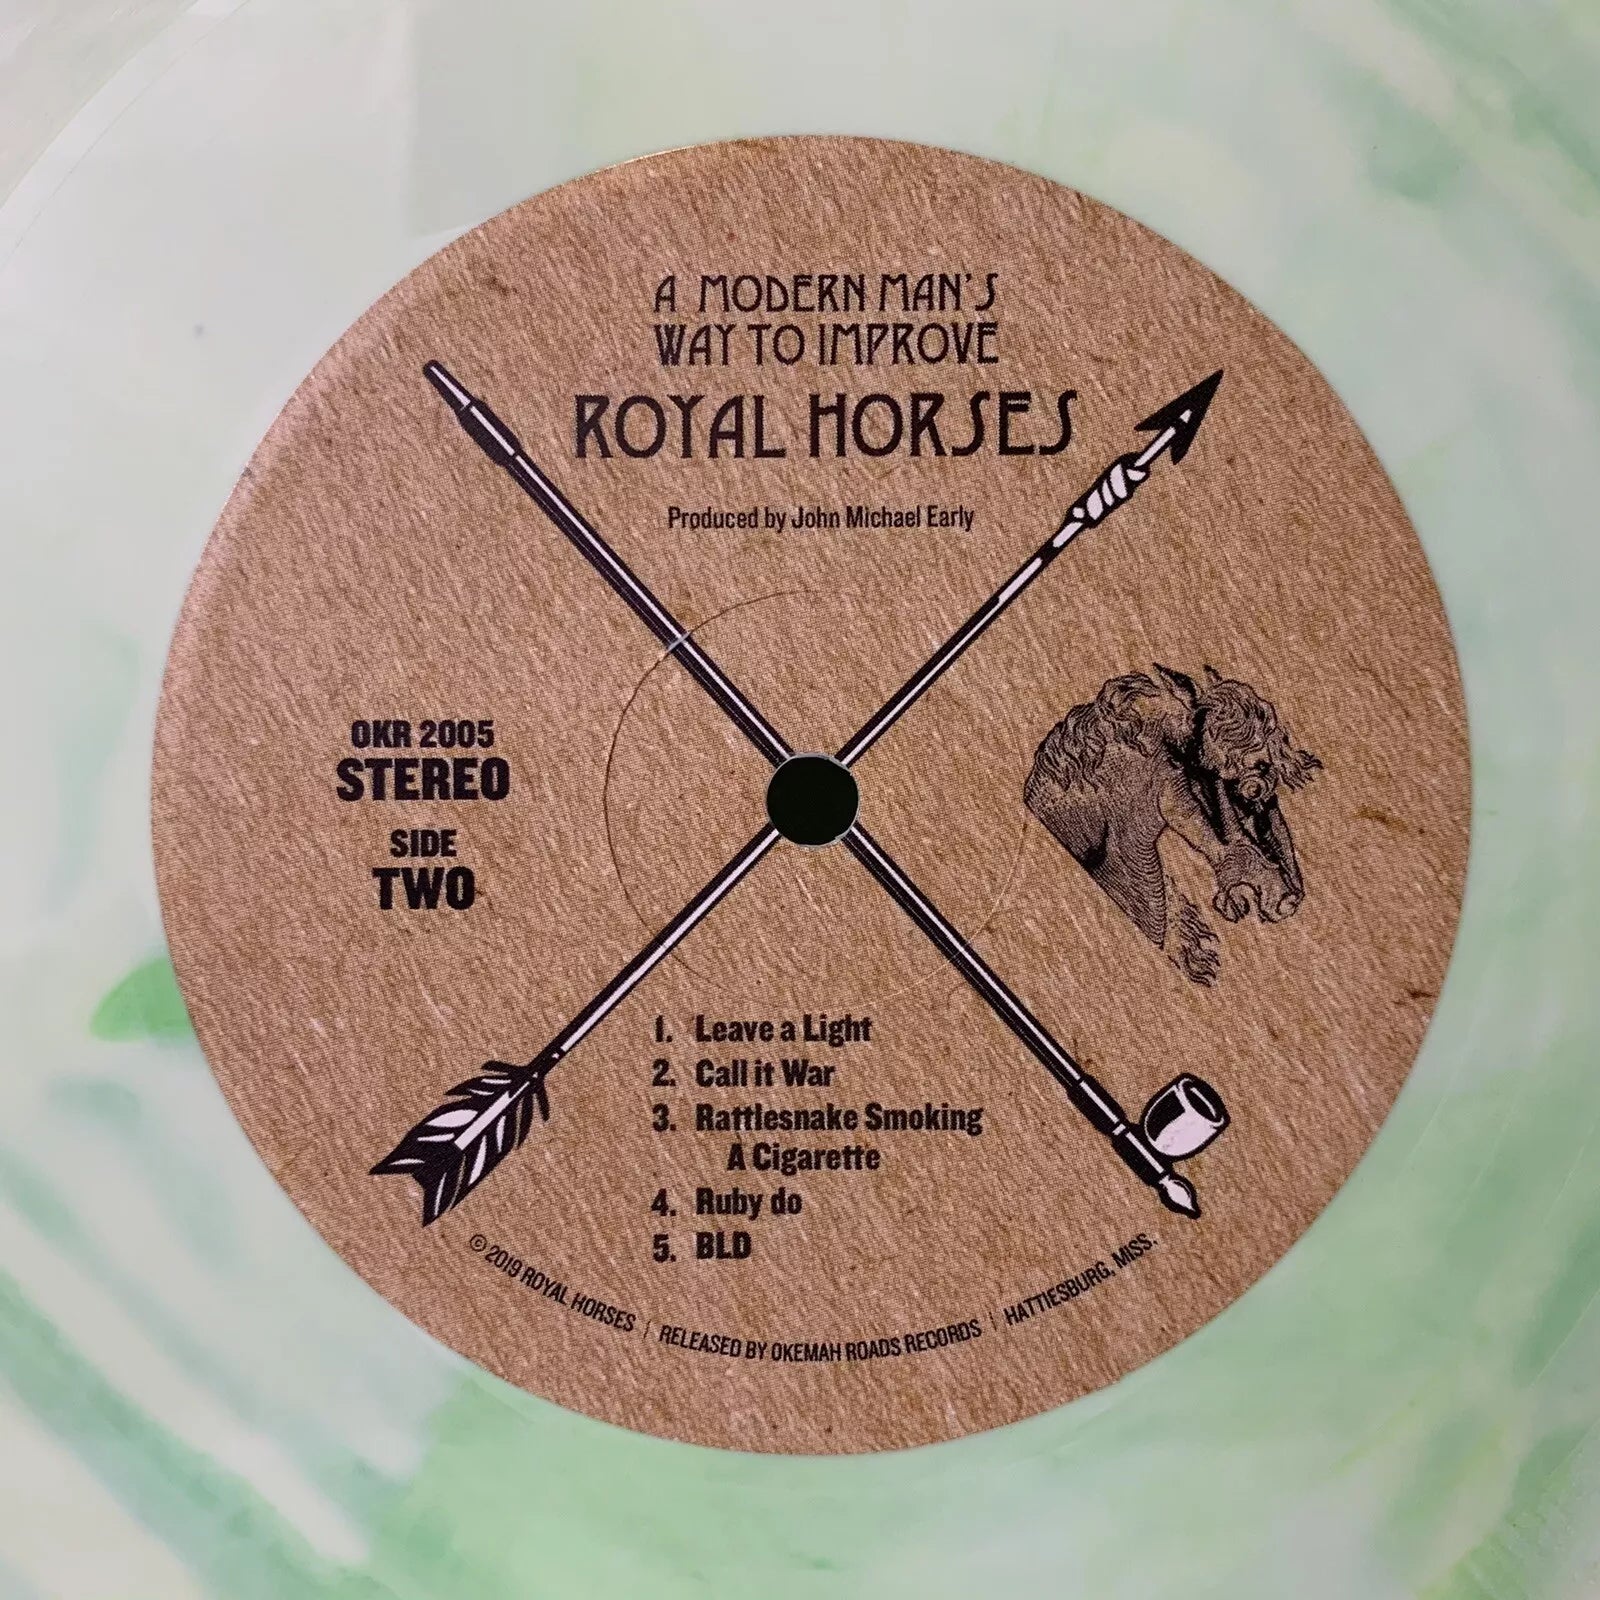 A MODERN MAN'S
WAY TO IMPROVE
ROYAL HORSES
Produced by John Michael Early
OKR 2005
STEREO
SIDE
TWO
1. Leave a Light
2. Call it War
3. Rattlesnake Smoking
A Cigarette
4. Ruby do
5. BLD
© 2019 ROYAL HORSES | RELEASED BY OKEMAH ROADS RECORDS | HATTIESBURG, MISS.